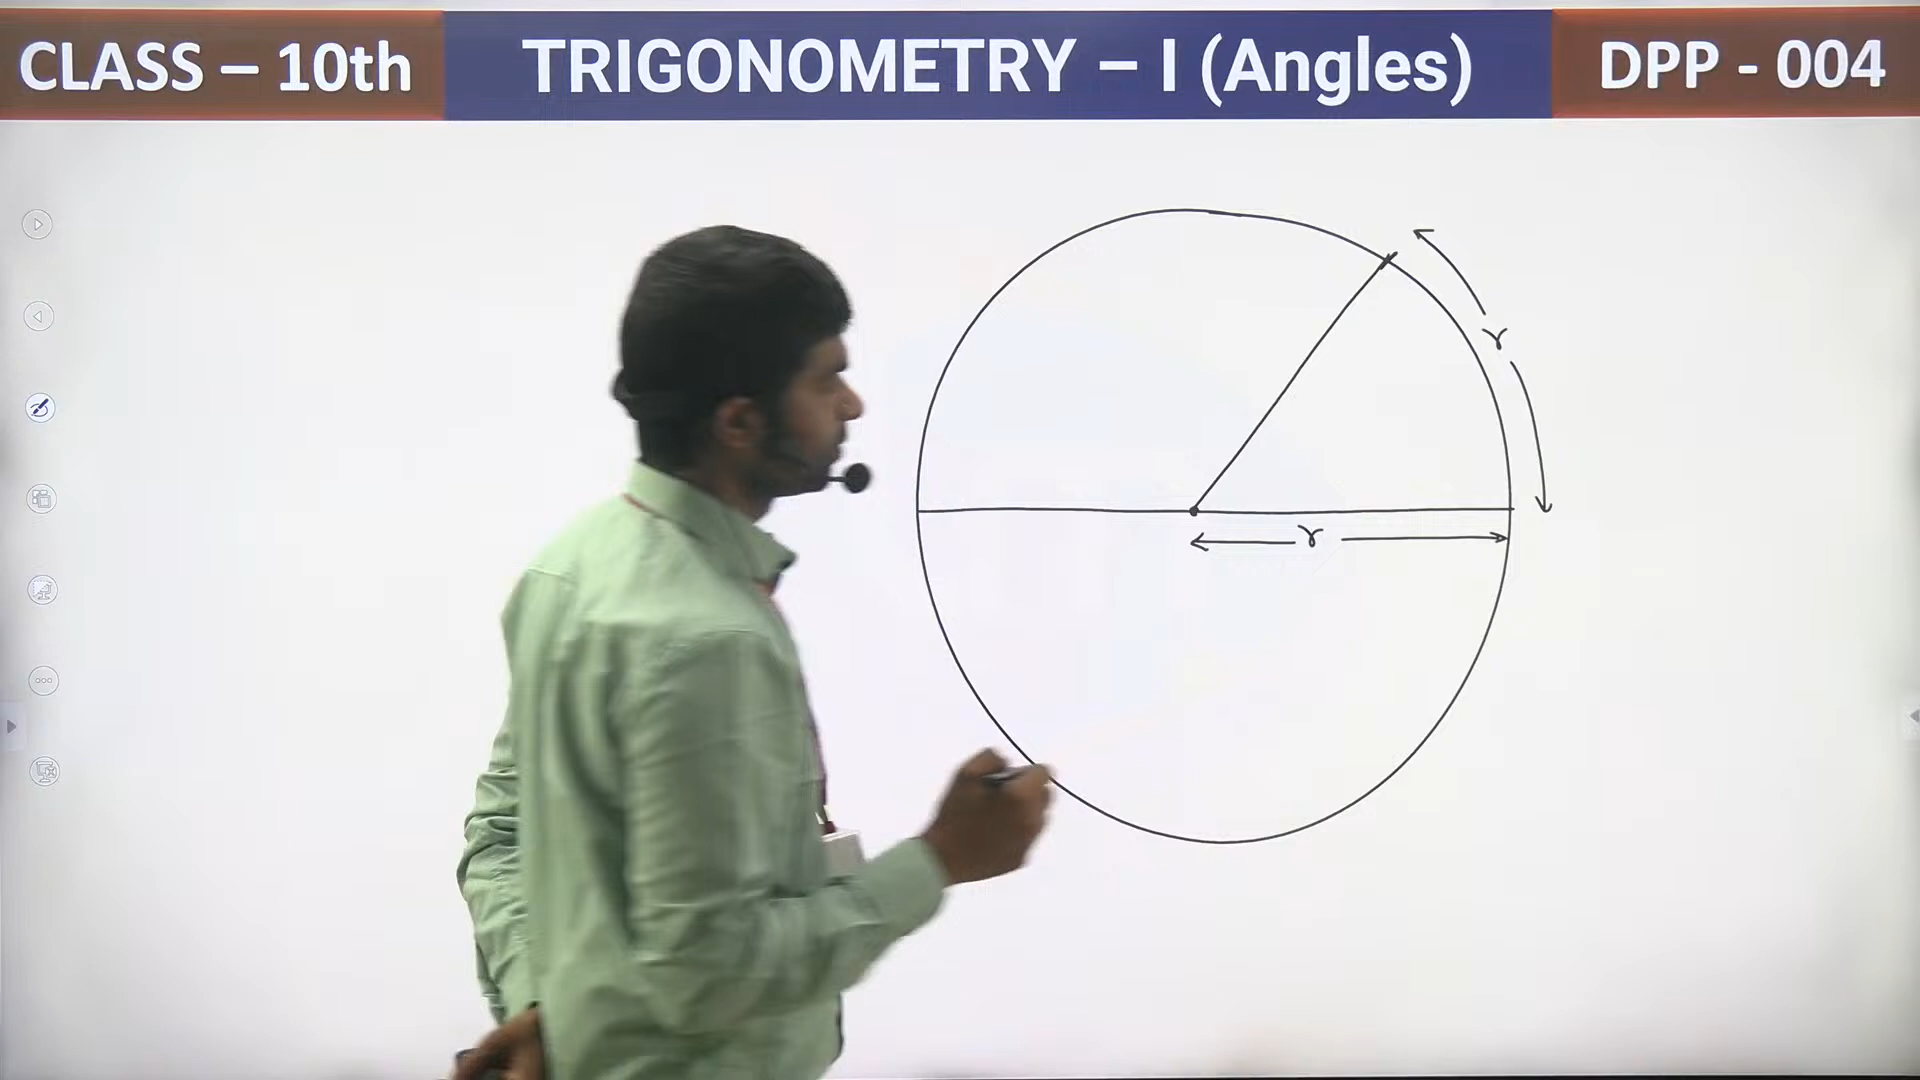 CLASS – 10th
TRIGONOMETRY – I (Angles)
DPP - 004
r
r